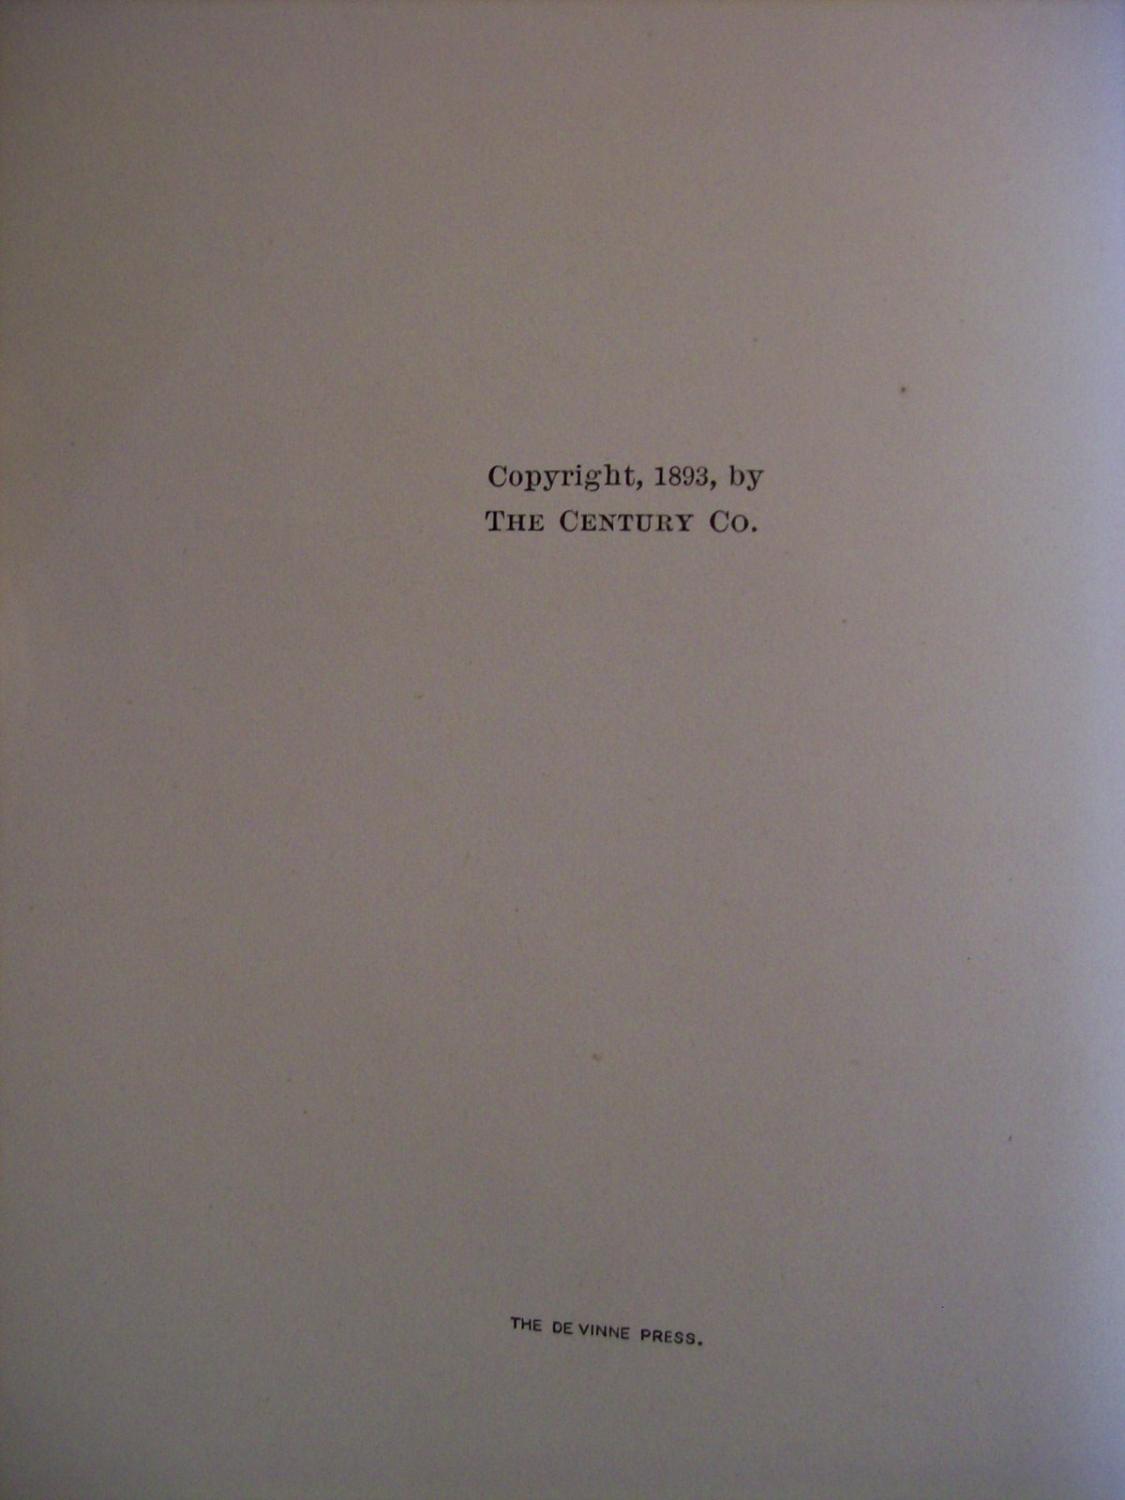 Copyright, 1893, by
THE CENTURY CO.
THE DE VINNE PRESS.